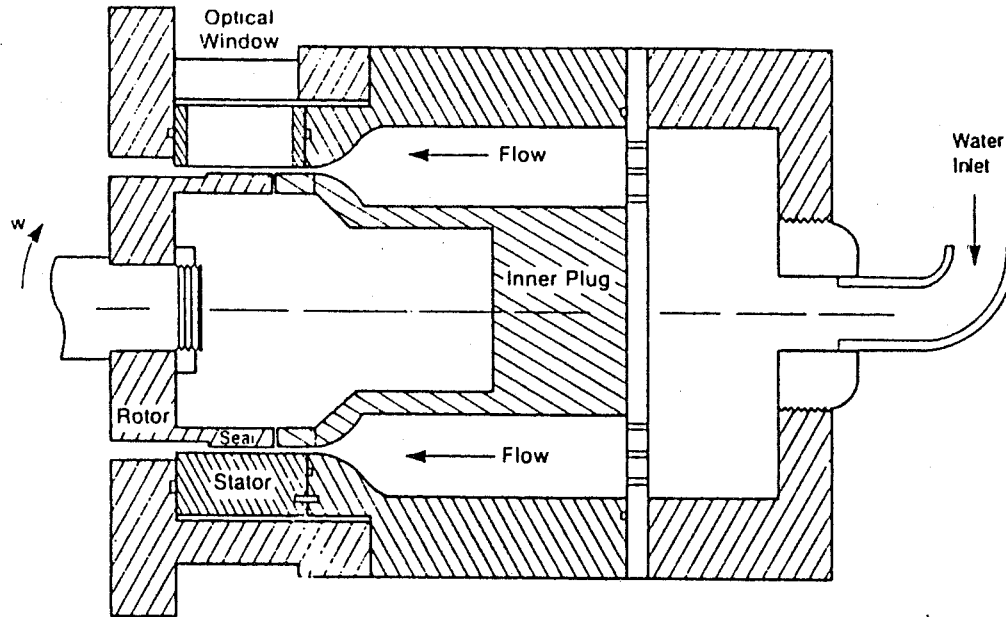 Optical
Window
Flow
Water
Inlet
w
Inner Plug
Rotor
Seal
Flow
Stator